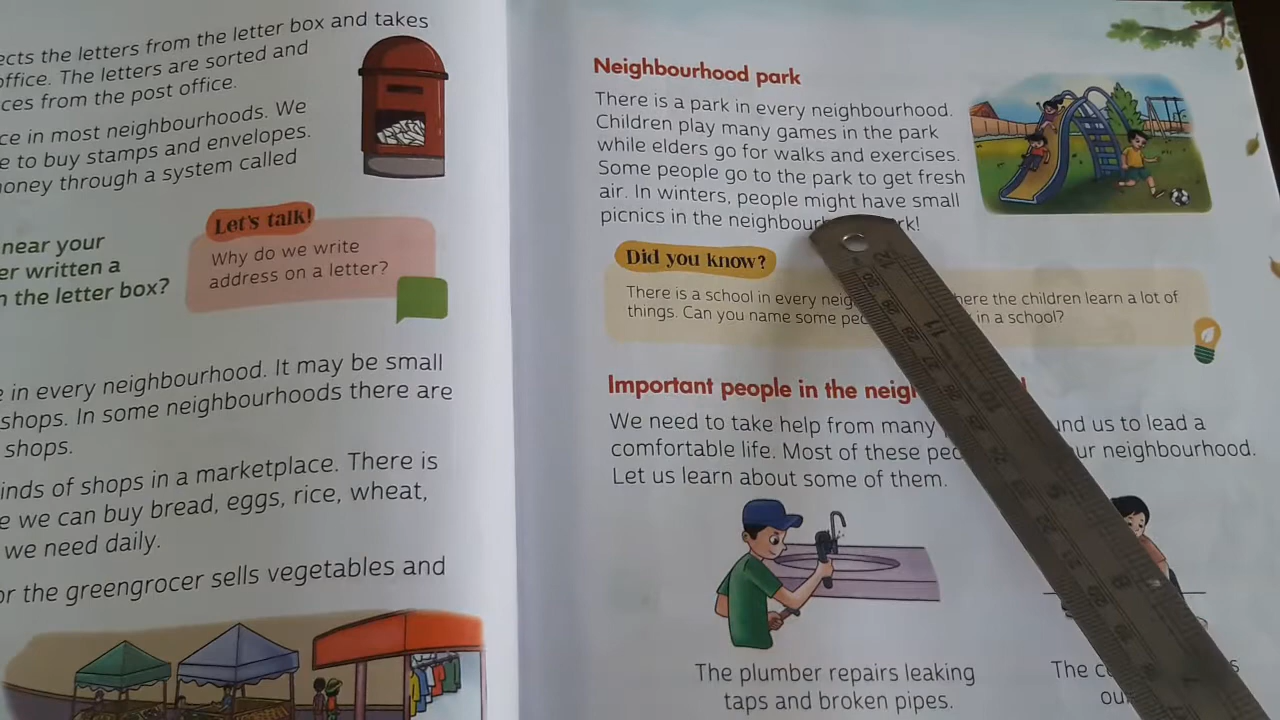 ects the letters from the letter box and takes
office. The letters are sorted and
ces from the post office.
ce in most neighbourhoods. We
e to buy stamps and envelopes.
money through a system called
near your
er written a
n the letter box?
Let's talk!
Why do we write
address on a letter?
e in every neighbourhood. It may be small
shops. In some neighbourhoods there are
shops.
inds of shops in a marketplace. There is
e we can buy bread, eggs, rice, wheat,
we need daily.
or the greengrocer sells vegetables and
Neighbourhood park
There is a park in every neighbourhood.
Children play many games in the park
while elders go for walks and exercises.
Some people go to the park to get fresh
air. In winters, people might have small
picnics in the
Did you know?
There is a school in every here the children learn a lot of
things. Can you name some in a school?
Important people in the
We need to take help from many us to lead a
comfortable life. Most of these neighbourhood.
Let us learn about some of them.
The plumber repairs leaking
taps and broken pipes.
The